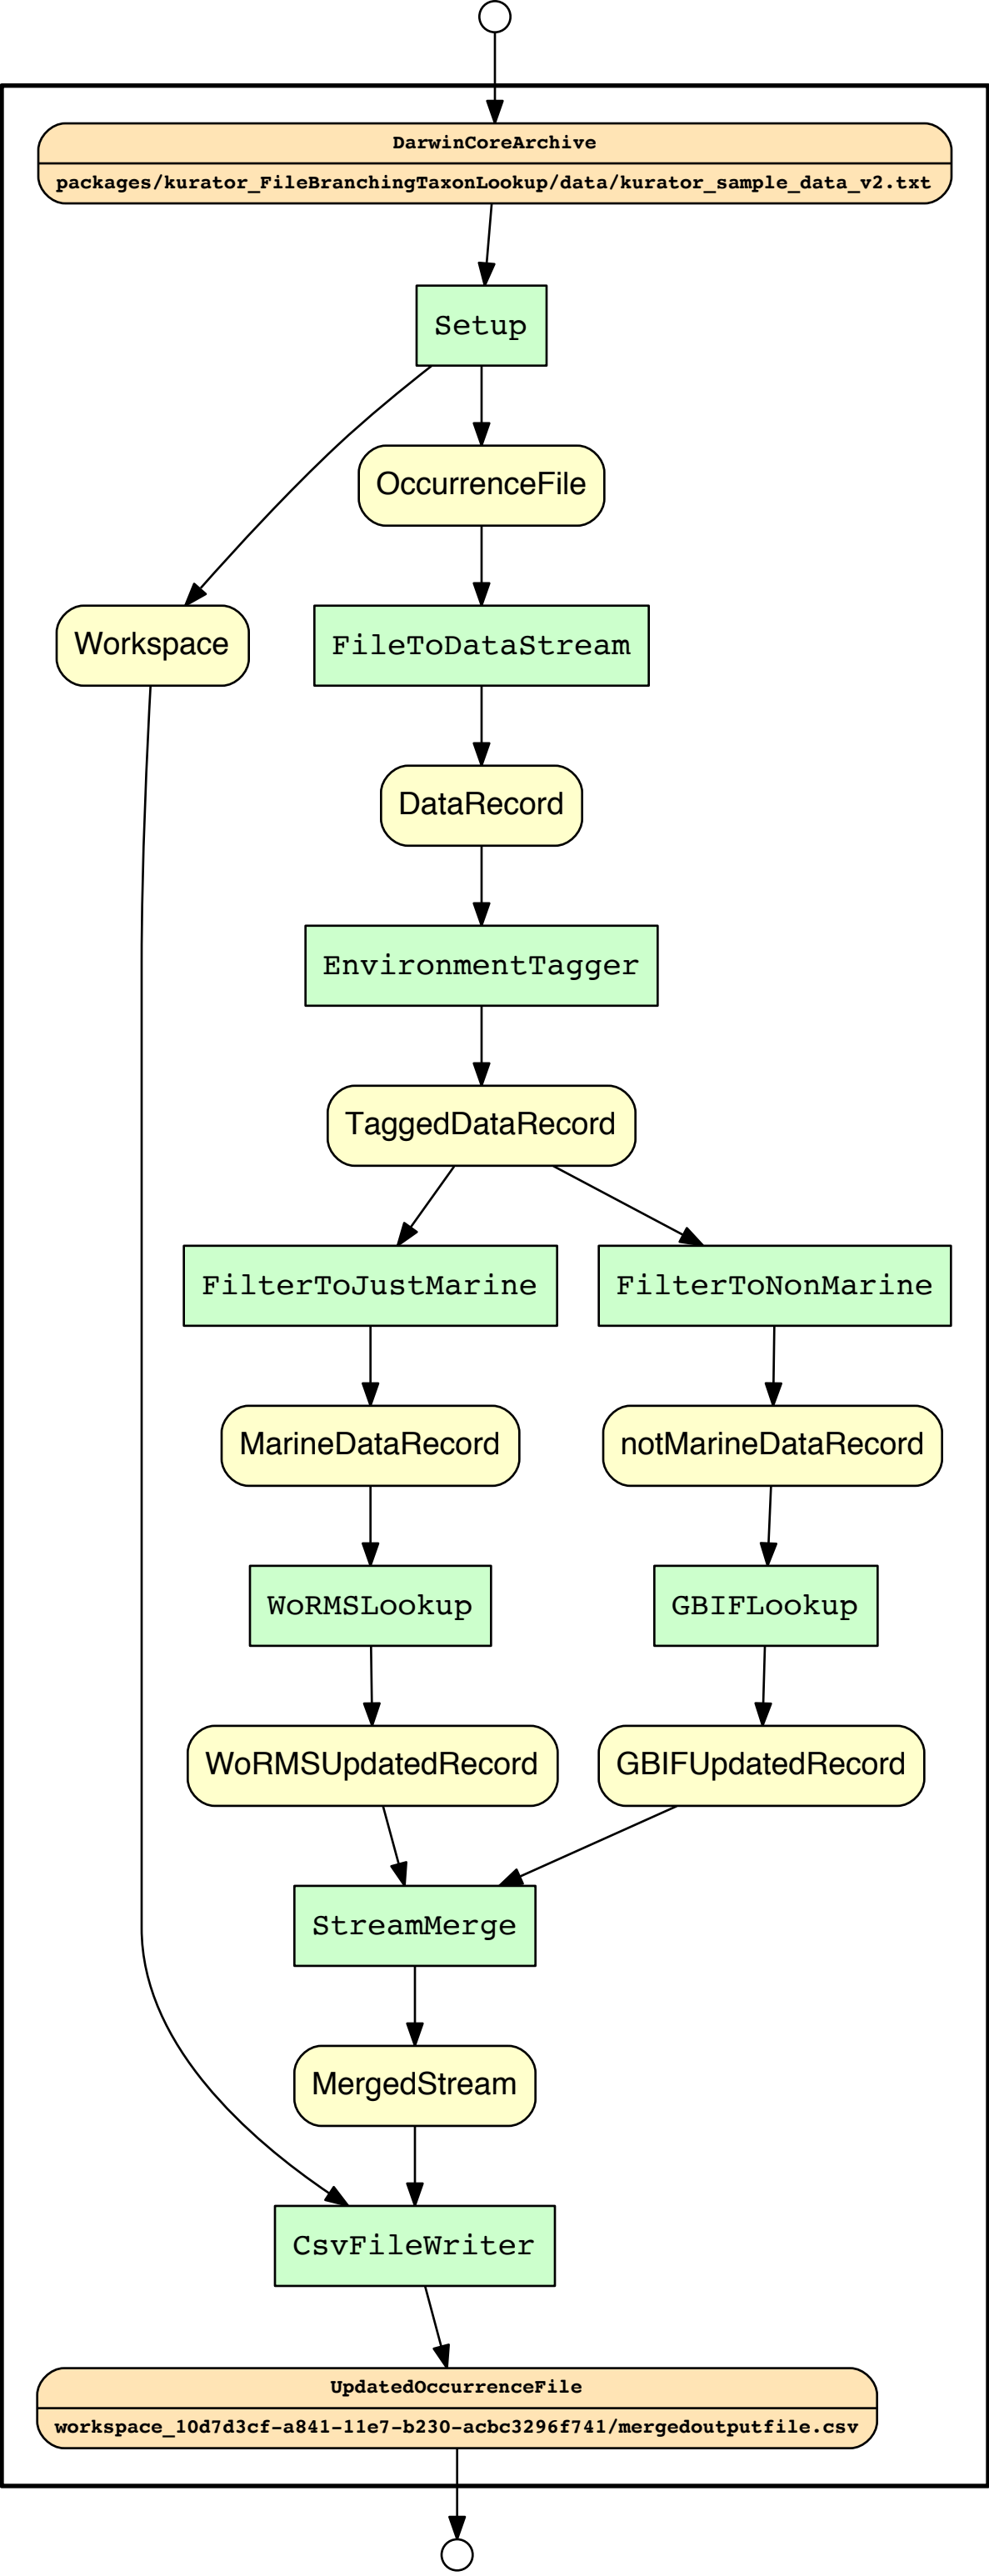 DarwinCoreArchive
packages/kurator_FileBranchingTaxonLookup/data/kurator_sample_data_v2.txt
Setup
OccurrenceFile
Workspace
FileToDataStream
DataRecord
EnvironmentTagger
TaggedDataRecord
FilterToJustMarine
FilterToNonMarine
MarineDataRecord
notMarineDataRecord
WoRMSLookup
GBIFLookup
WoRMSUpdatedRecord
GBIFUpdatedRecord
StreamMerge
MergedStream
CsvFileWriter
UpdatedOccurrenceFile
workspace_10d7d3cf-a841-11e7-b230-acbc3296f741/mergedoutputfile.csv